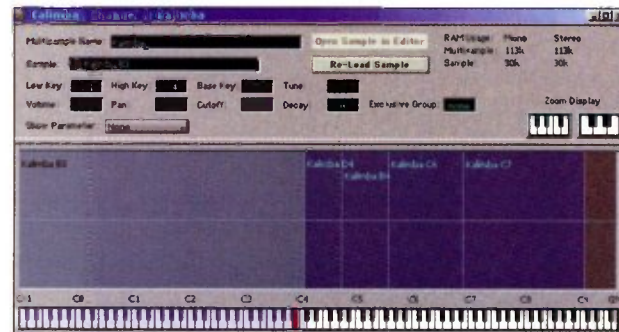 Kalimba
Multisample Name
Open Sample in Editor
RAM Usage Mono Stereo
Multisample 113k 113k
Sample:
Re-Load Sample
Sample 30k 30k
Low Key High Key Base Key Tune
Volume Pan Cutoff Decay Exclusive Group: none
Zoom Display
Show Parameter: None
Kalimba B3 Kalimba D4 Kalimba C6 Kalimba C7
Kalimba B4
C-1 C0 C1 C2 C3 C4 C5 C6 C7 C8 C9 G9